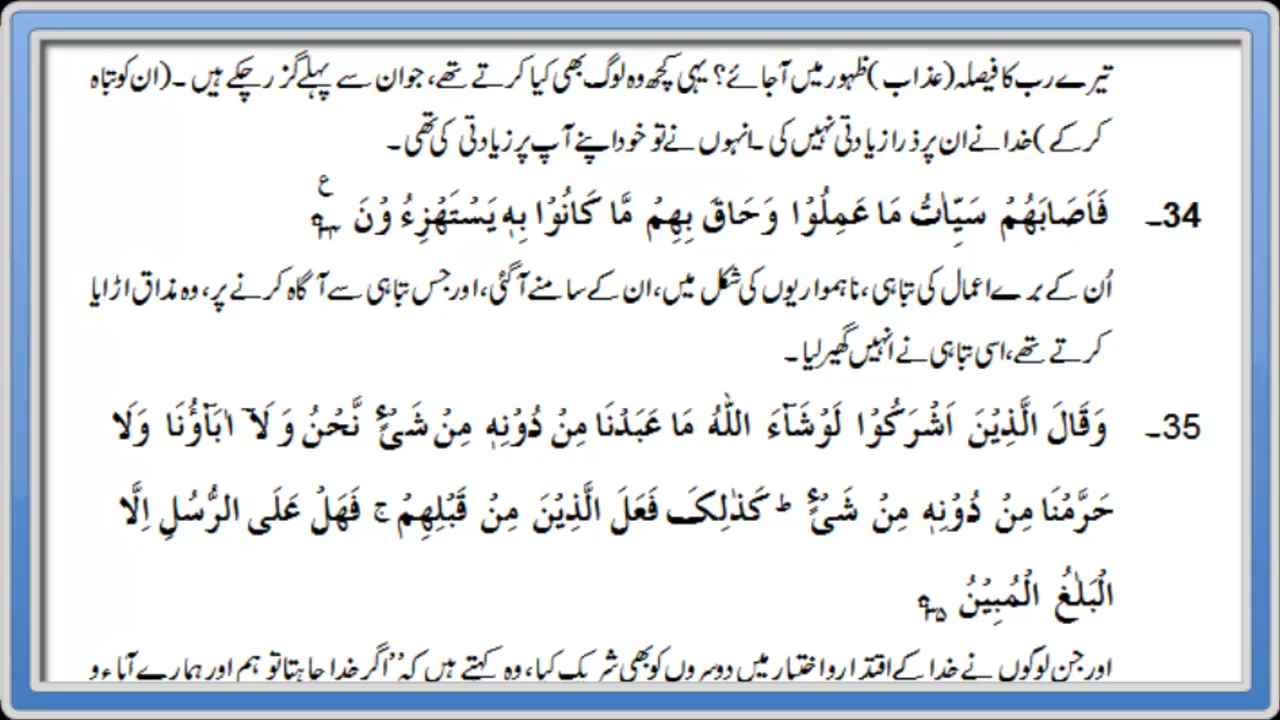 تیرے رب کا فیصلہ (عذاب) ظہور میں آجائے؟ یہی کچھ وہ لوگ بھی کیا کرتے تھے، جو ان سے پہلے گزر چکے ہیں ۔ (ان کو تباہ
کرکے) خدا نے ان پر ذرا زیادتی نہیں کی ۔ انہوں نے تو خود اپنے آپ پر زیادتی کی تھی ۔
34۔ فَاَصَابَهُمْ سَیِّاٰتُ مَا عَمِلُوْا وَحَاقَ بِهِمْ مَّا كَانُوْا بِهٖ یَسْتَهْزِءُوْنَ ۳۴ ع
اُن کے برے اعمال کی تباہی، ناہمواریوں کی شکل میں، ان کے سامنے آگئی، اور جس تباہی سے آگاہ کرنے پر، وہ مذاق اڑایا
کرتے تھے، اسی تباہی نے انہیں گھیر لیا ۔
35۔ وَقَالَ الَّذِیْنَ اَشْرَكُوْا لَوْ شَآءَ اللّٰهُ مَا عَبَدْنَا مِنْ دُوْنِهٖ مِنْ شَیْءٍ نَّحْنُ وَ لَاۤ اٰبَآؤُنَا وَلَا
حَرَّمْنَا مِنْ دُوْنِهٖ مِنْ شَیْءٍ ؕ كَذٰلِكَ فَعَلَ الَّذِیْنَ مِنْ قَبْلِهِمْ ۚ فَهَلْ عَلَی الرُّسُلِ اِلَّا
الْبَلٰغُ الْمُبِیْنُ ۳۵
اور جن لوگوں نے خدا کے اقتدار و اختیار میں دوسروں کو بھی شریک کیا، وہ کہتے ہیں کہ ’’اگر خدا چاہتا تو ہم اور ہمارے آباء و